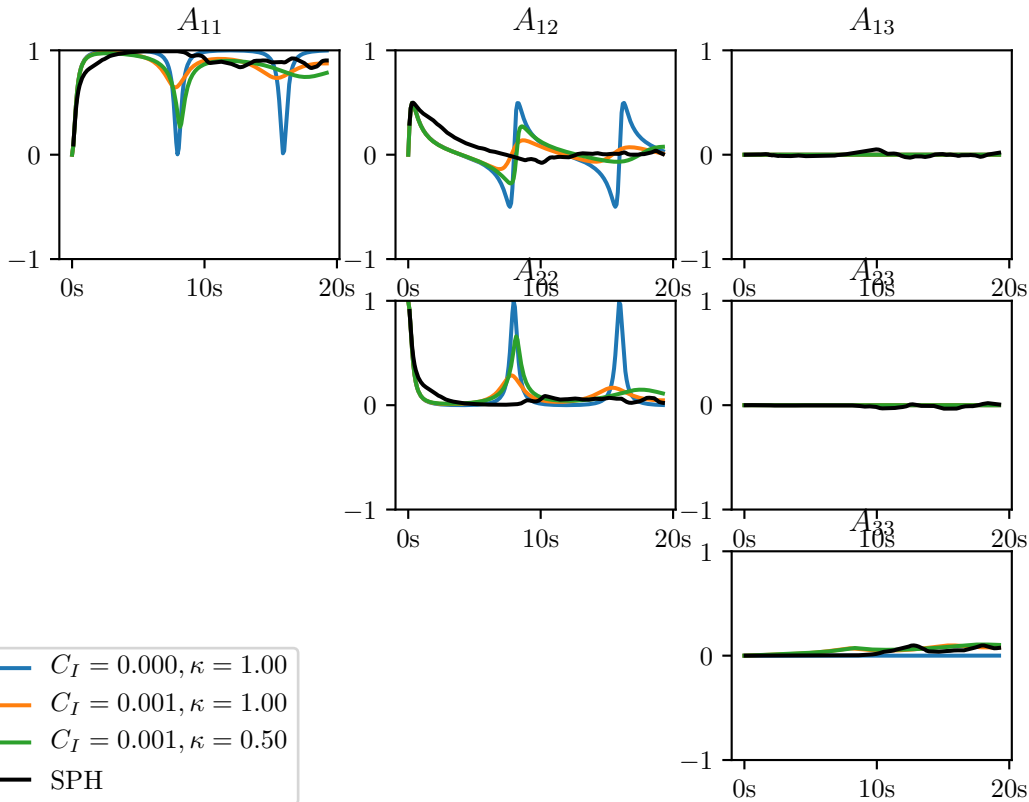 A₁₁ A₁₂ A₁₃
1 1 1
0 0 0
−1 −1 −1
0s 10s 20s 0s 10s 20s 0s 10s 20s
A₂₂ A₂₃
1 1
0 0
−1 −1
0s 10s 20s 0s 10s 20s
A₃₃
1
0
−1
0s 10s 20s
C_I = 0.000, κ = 1.00
C_I = 0.001, κ = 1.00
C_I = 0.001, κ = 0.50
SPH